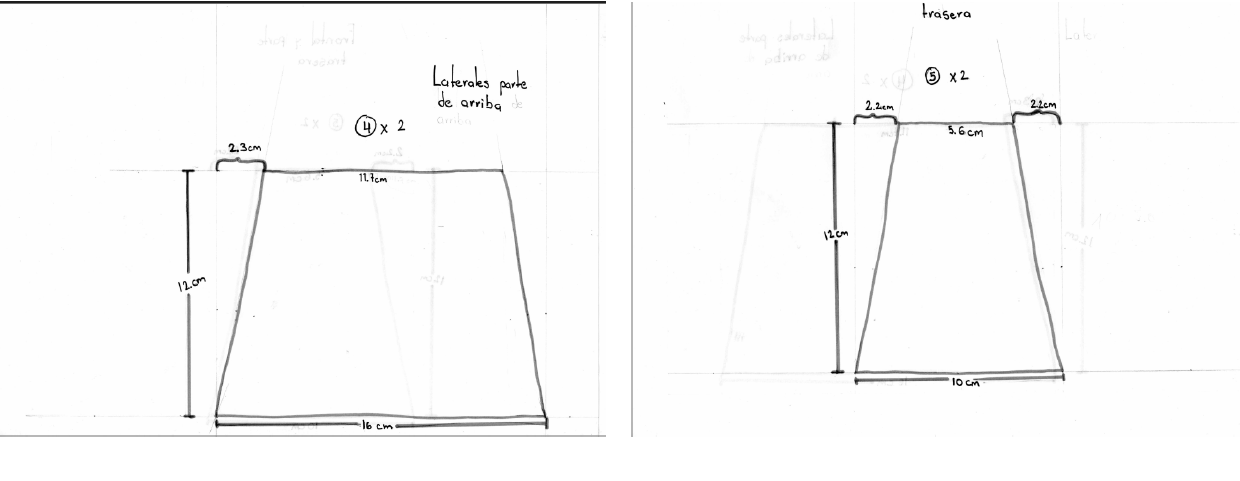 Laterales parte
de arriba
④ x 2
2.3cm
11.7cm
12cm
16 cm
trasera
⑤ x2
2.2cm
2.2cm
5.6cm
12cm
10 cm